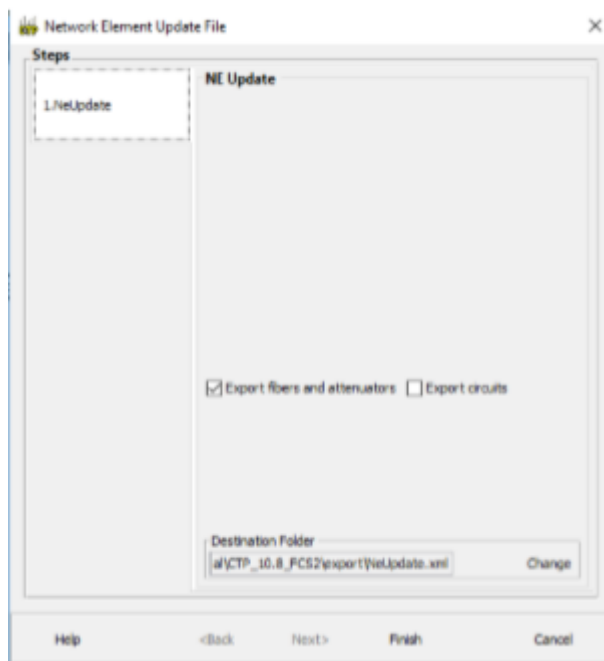 Network Element Update File
Steps
1.NeUpdate
NE Update
Export fibers and attenuators
Export circuits
Destination Folder
al\CTP_10.8_FCS2\export\NeUpdate.xml
Change
Help
<Back
Next>
Finish
Cancel